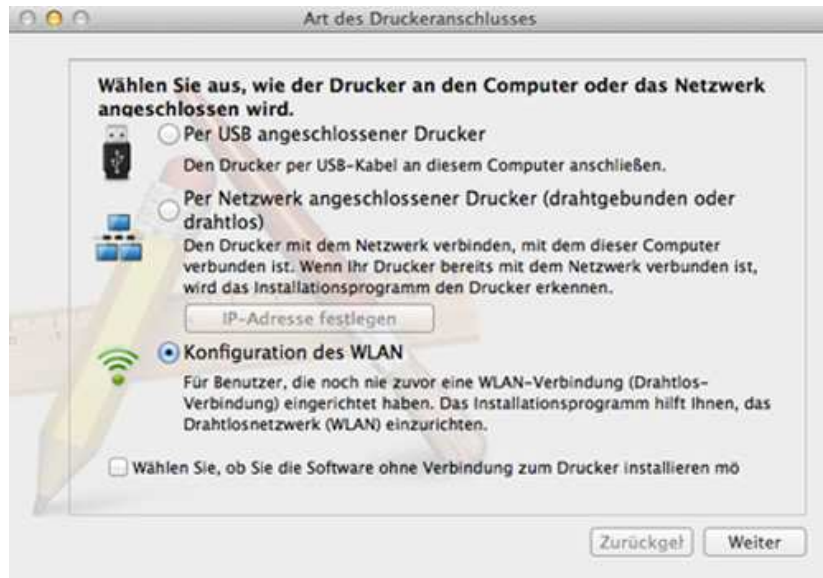 Art des Druckeranschlusses
Wählen Sie aus, wie der Drucker an den Computer oder das Netzwerk
angeschlossen wird.
Per USB angeschlossener Drucker
Den Drucker per USB-Kabel an diesem Computer anschließen.
Per Netzwerk angeschlossener Drucker (drahtgebunden oder
drahtlos)
Den Drucker mit dem Netzwerk verbinden, mit dem dieser Computer
verbunden ist. Wenn Ihr Drucker bereits mit dem Netzwerk verbunden ist,
wird das Installationsprogramm den Drucker erkennen.
IP-Adresse festlegen
Konfiguration des WLAN
Für Benutzer, die noch nie zuvor eine WLAN-Verbindung (Drahtlos-
Verbindung) eingerichtet haben. Das Installationsprogramm hilft Ihnen, das
Drahtlosnetzwerk (WLAN) einzurichten.
Wählen Sie, ob Sie die Software ohne Verbindung zum Drucker installieren mö
Zurückgeh Weiter